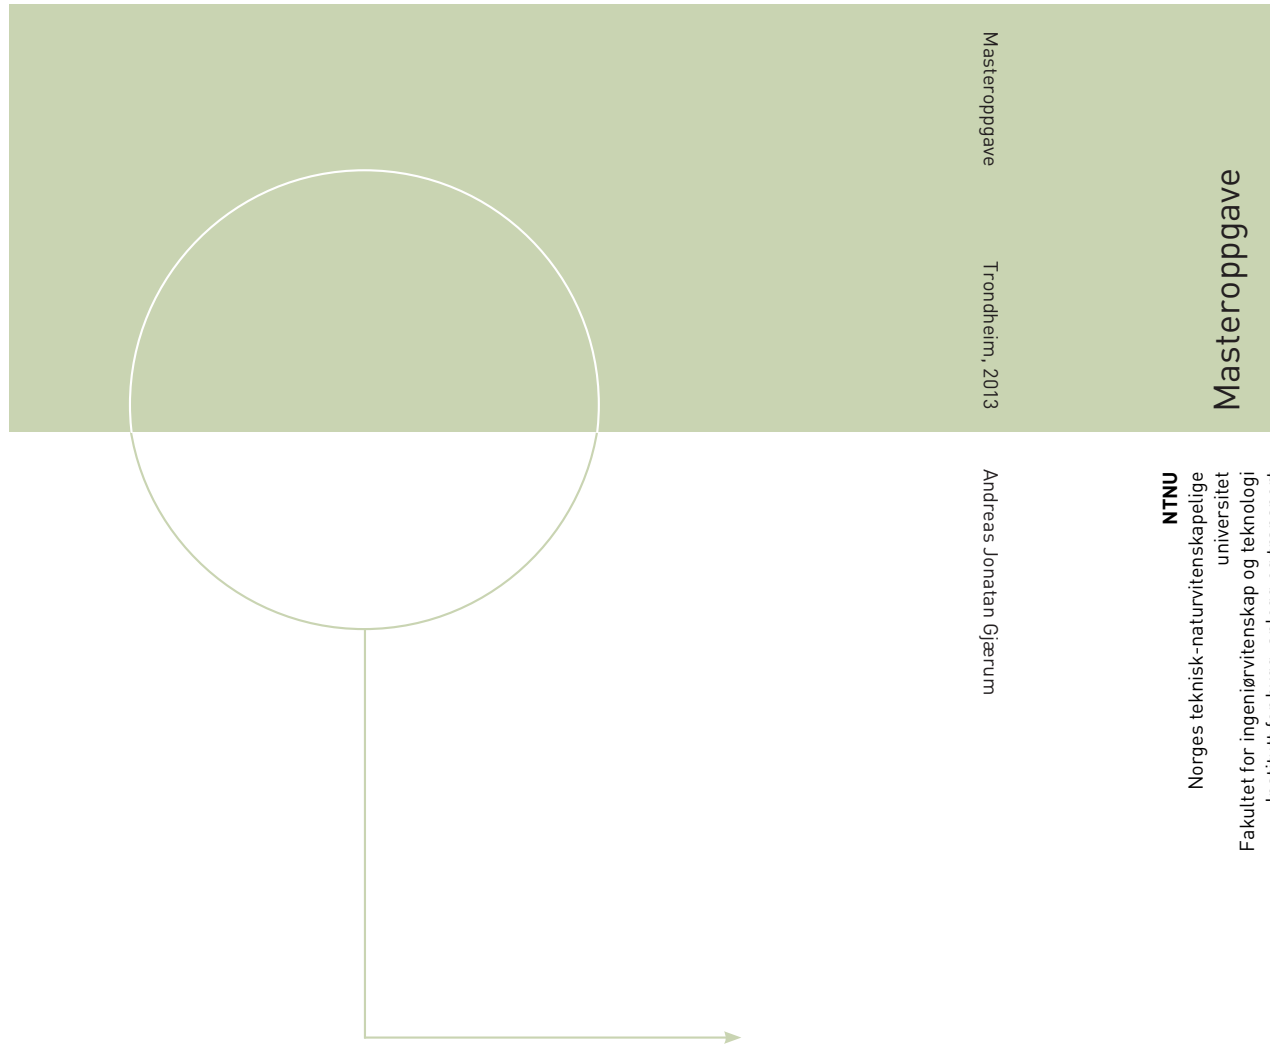 Masteroppgave
Trondheim, 2013
Andreas Jonatan Gjærum
Masteroppgave
NTNU
Norges teknisk-naturvitenskapelige
universitet
Fakultet for ingeniørvitenskap og teknologi